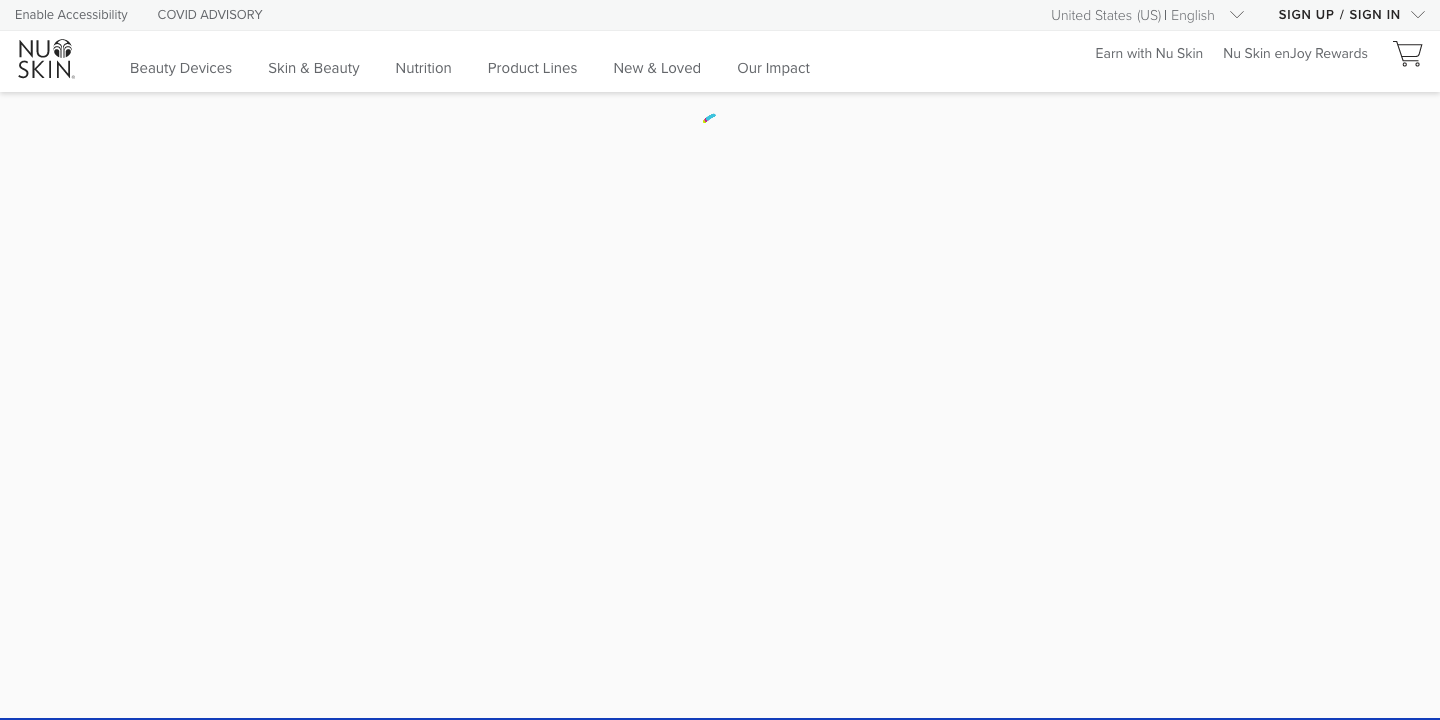 Enable Accessibility COVID ADVISORY United States (US) | English SIGN UP / SIGN IN
NU SKIN®
Beauty Devices Skin & Beauty Nutrition Product Lines New & Loved Our Impact Earn with Nu Skin Nu Skin enJoy Rewards